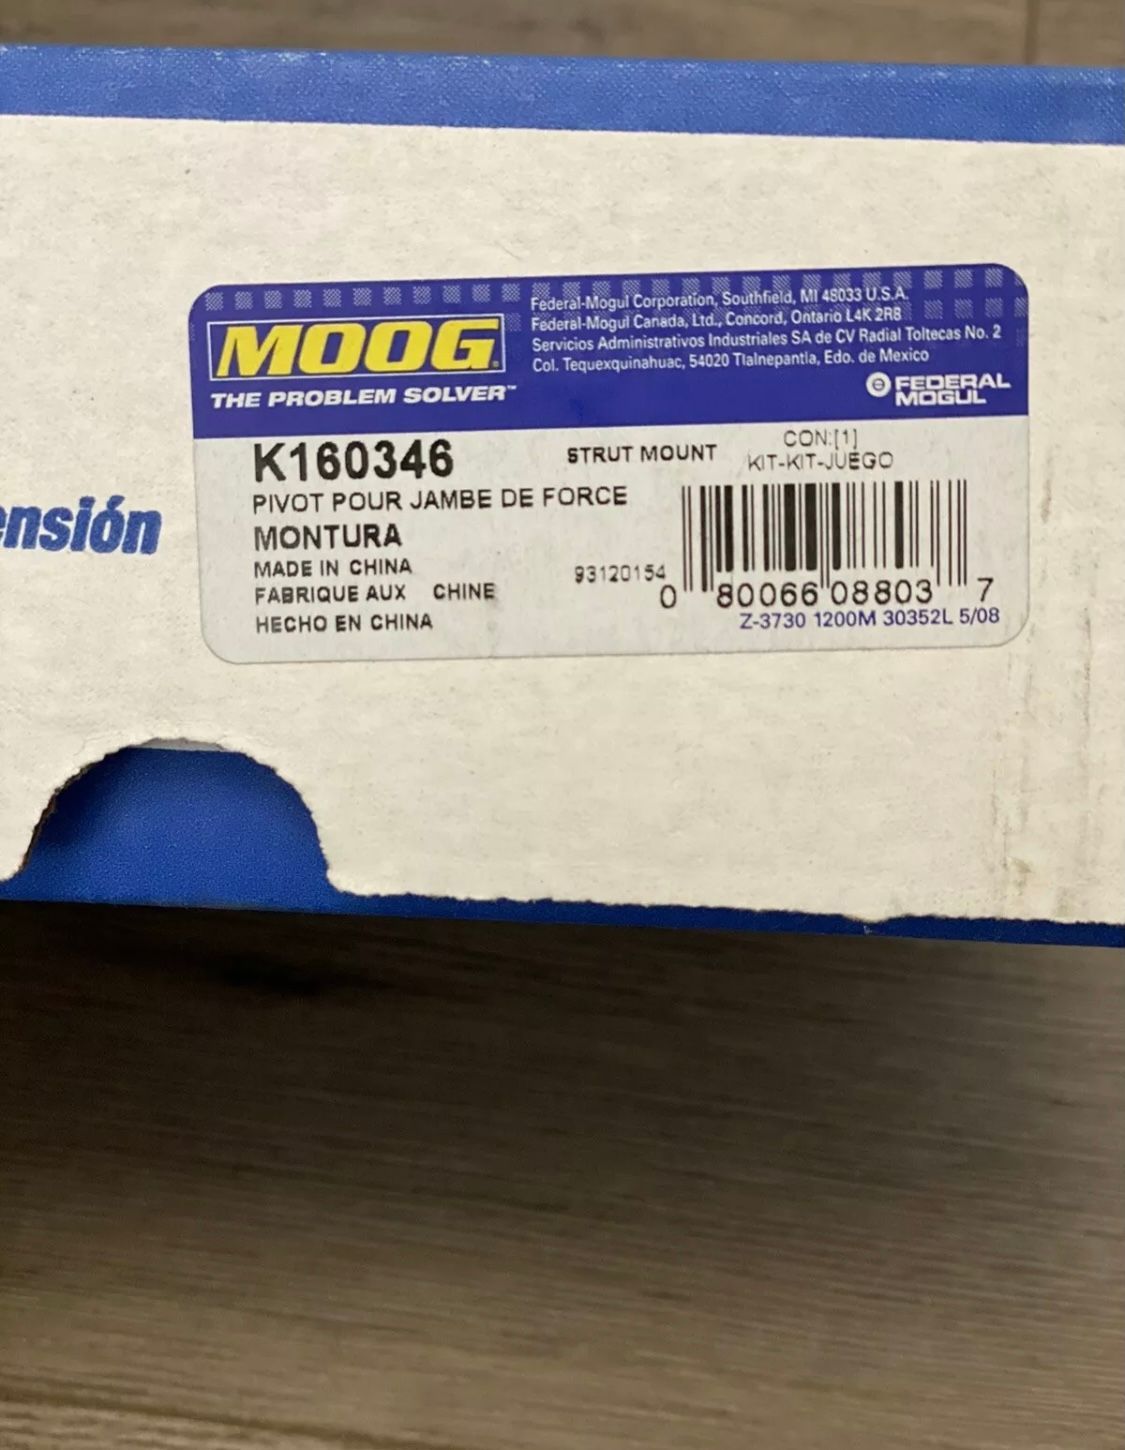 Federal-Mogul Corporation, Southfield, MI 48033 U.S.A.
Federal-Mogul Canada, Ltd., Concord, Ontario L4K 2R8
Servicios Administrativos Industriales SA de CV Radial Toltecas No. 2
Col. Tequexquinahuac, 54020 Tlalnepantla, Edo. de Mexico
MOOG
THE PROBLEM SOLVER™
FEDERAL
MOGUL
K160346
STRUT MOUNT
CON:[1]
KIT-KIT-JUEGO
PIVOT POUR JAMBE DE FORCE
MONTURA
MADE IN CHINA
FABRIQUE AUX CHINE
HECHO EN CHINA
93120154
0 80066 08803 7
Z-3730 1200M 30352L 5/08
ensión